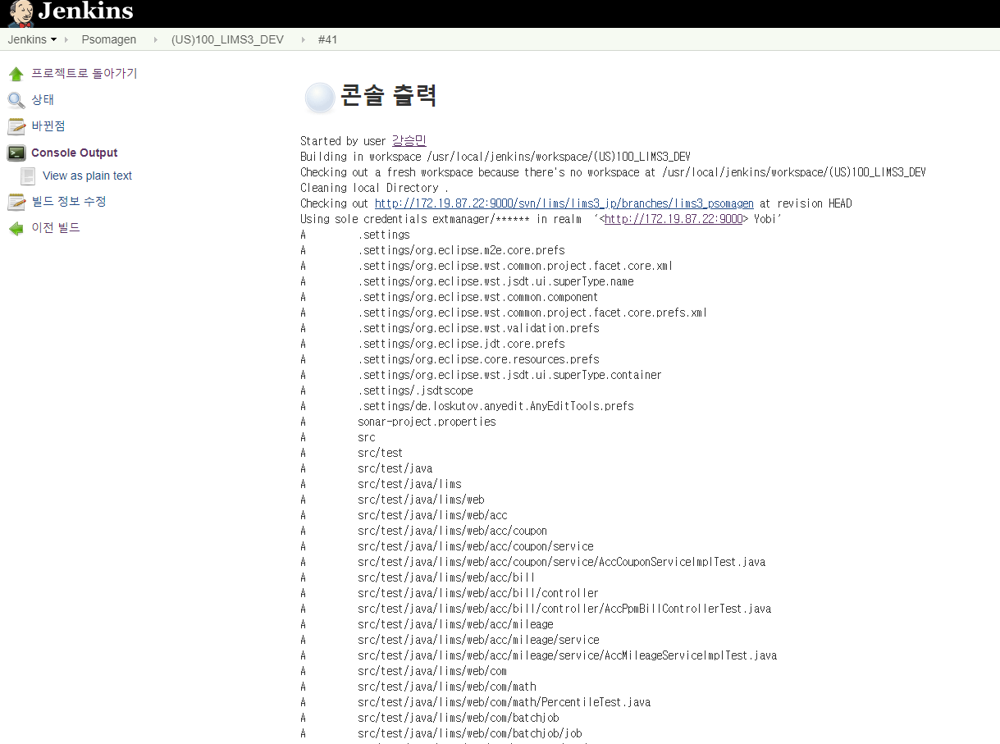 Jenkins
Jenkins Psomagen (US)100_LIMS3_DEV #41
프로젝트로 돌아가기
상태
바뀐점
Console Output
View as plain text
빌드 정보 수정
이전 빌드
콘솔 출력
Started by user 강승민
Building in workspace /usr/local/jenkins/workspace/(US)100_LIMS3_DEV
Checking out a fresh workspace because there's no workspace at /usr/local/jenkins/workspace/(US)100_LIMS3_DEV
Cleaning local Directory .
Checking out http://172.19.87.22:9000/svn/lims/lims3_jp/branches/lims3_psomagen at revision HEAD
Using sole credentials extmanager/****** in realm '<http://172.19.87.22:9000> Yobi'
A .settings
A .settings/org.eclipse.m2e.core.prefs
A .settings/org.eclipse.wst.common.project.facet.core.xml
A .settings/org.eclipse.wst.jsdt.ui.superType.name
A .settings/org.eclipse.wst.common.component
A .settings/org.eclipse.wst.common.project.facet.core.prefs.xml
A .settings/org.eclipse.wst.validation.prefs
A .settings/org.eclipse.jdt.core.prefs
A .settings/org.eclipse.core.resources.prefs
A .settings/org.eclipse.wst.jsdt.ui.superType.container
A .settings/.jsdtscope
A .settings/de.loskutov.anyedit.AnyEditTools.prefs
A sonar-project.properties
A src
A src/test
A src/test/java
A src/test/java/lims
A src/test/java/lims/web
A src/test/java/lims/web/acc
A src/test/java/lims/web/acc/coupon
A src/test/java/lims/web/acc/coupon/service
A src/test/java/lims/web/acc/coupon/service/AccCouponServiceImplTest.java
A src/test/java/lims/web/acc/bill
A src/test/java/lims/web/acc/bill/controller
A src/test/java/lims/web/acc/bill/controller/AccPpmBillControllerTest.java
A src/test/java/lims/web/acc/mileage
A src/test/java/lims/web/acc/mileage/service
A src/test/java/lims/web/acc/mileage/service/AccMileageServiceImplTest.java
A src/test/java/lims/web/com
A src/test/java/lims/web/com/math
A src/test/java/lims/web/com/math/PercentileTest.java
A src/test/java/lims/web/com/batchjob
A src/test/java/lims/web/com/batchjob/job